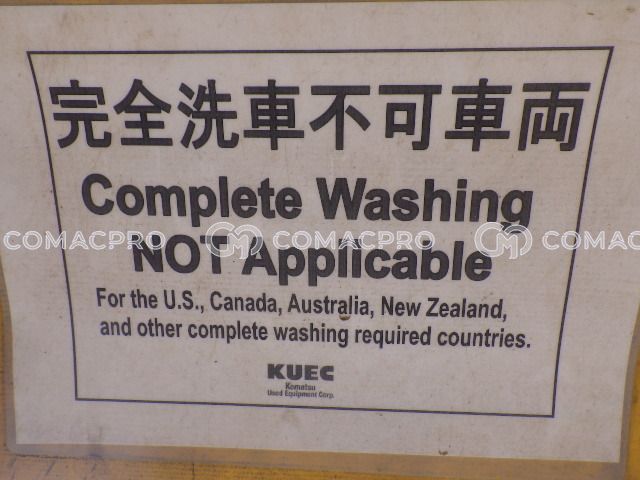 完全洗車不可車両
Complete Washing
COMACPRO COMACPRO COMACPRO
NOT Applicable
For the U.S., Canada, Australia, New Zealand,
and other complete washing required countries.
KUEC
Komatsu
Used Equipment Corp.